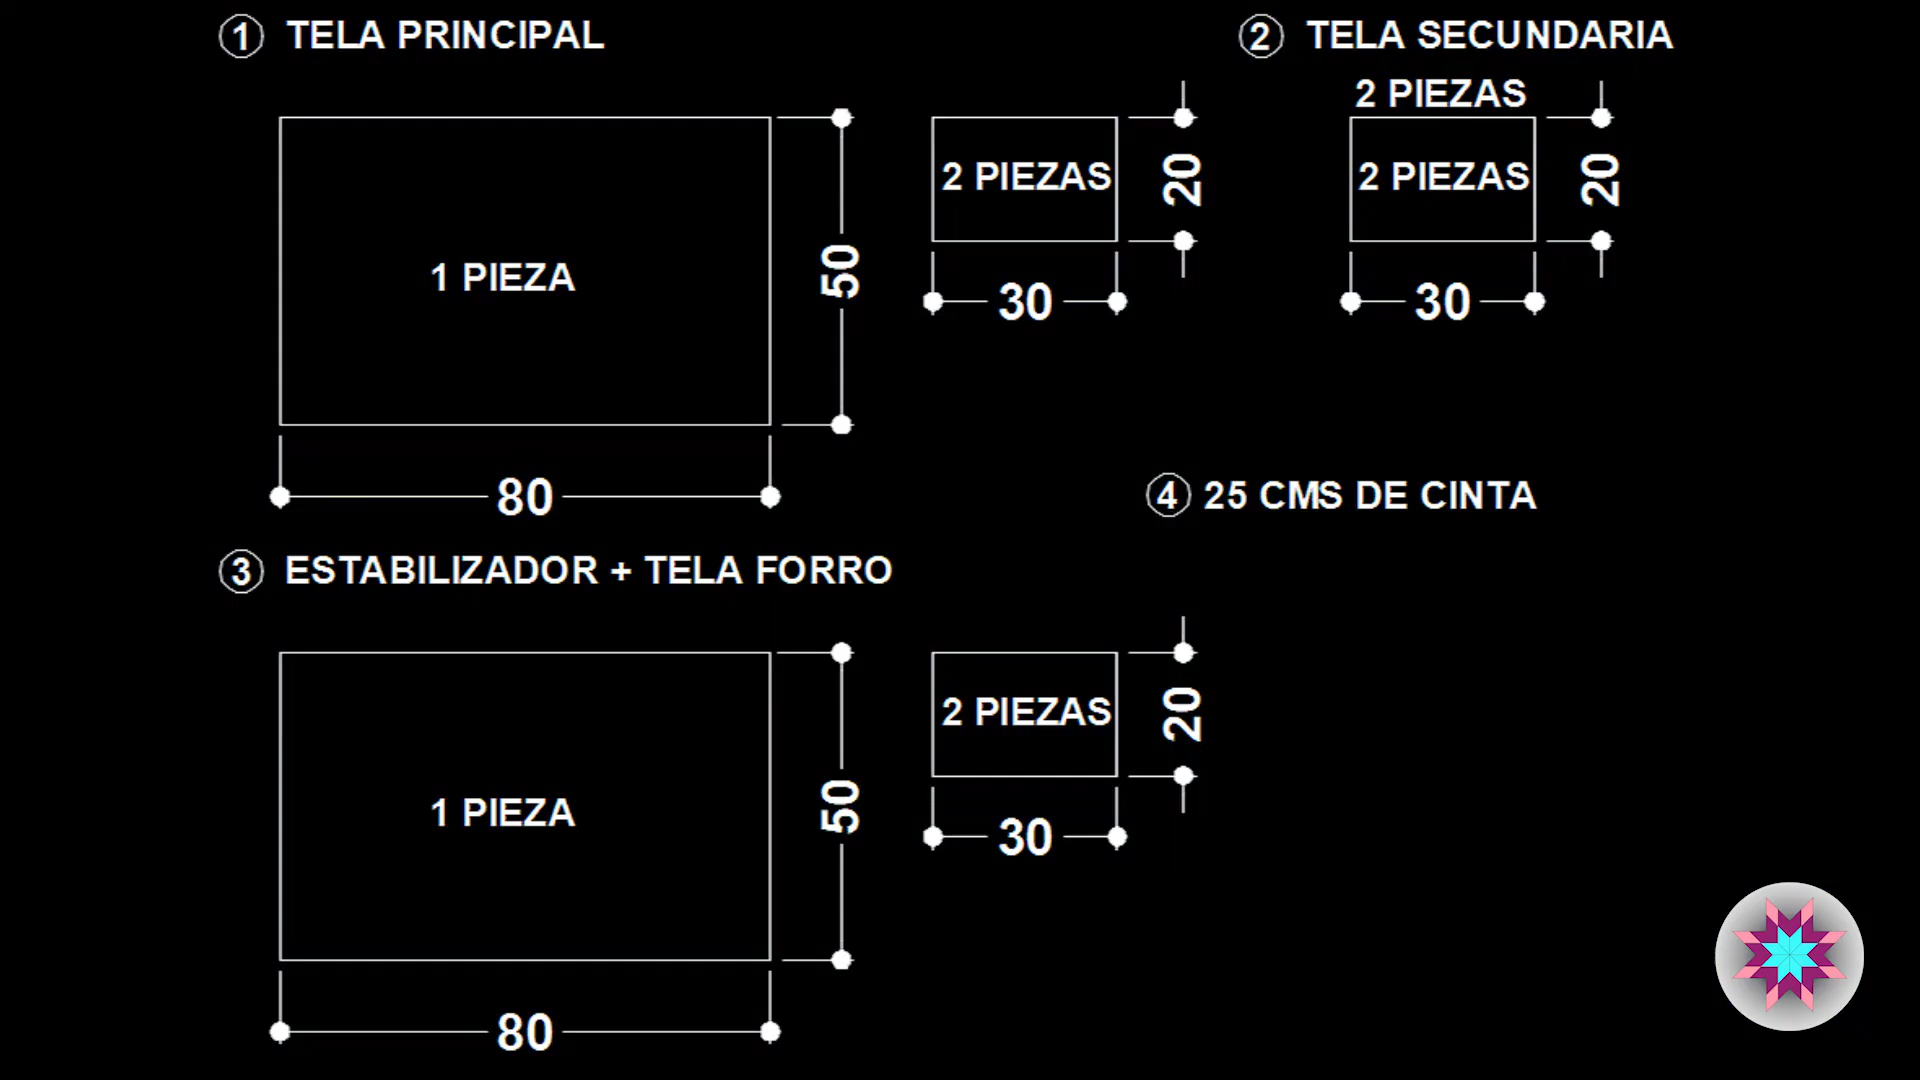 1 TELA PRINCIPAL
1 PIEZA
50
80
2 PIEZAS
20
30
2 TELA SECUNDARIA
2 PIEZAS
2 PIEZAS
20
30
3 ESTABILIZADOR + TELA FORRO
1 PIEZA
50
80
2 PIEZAS
20
30
4 25 CMS DE CINTA